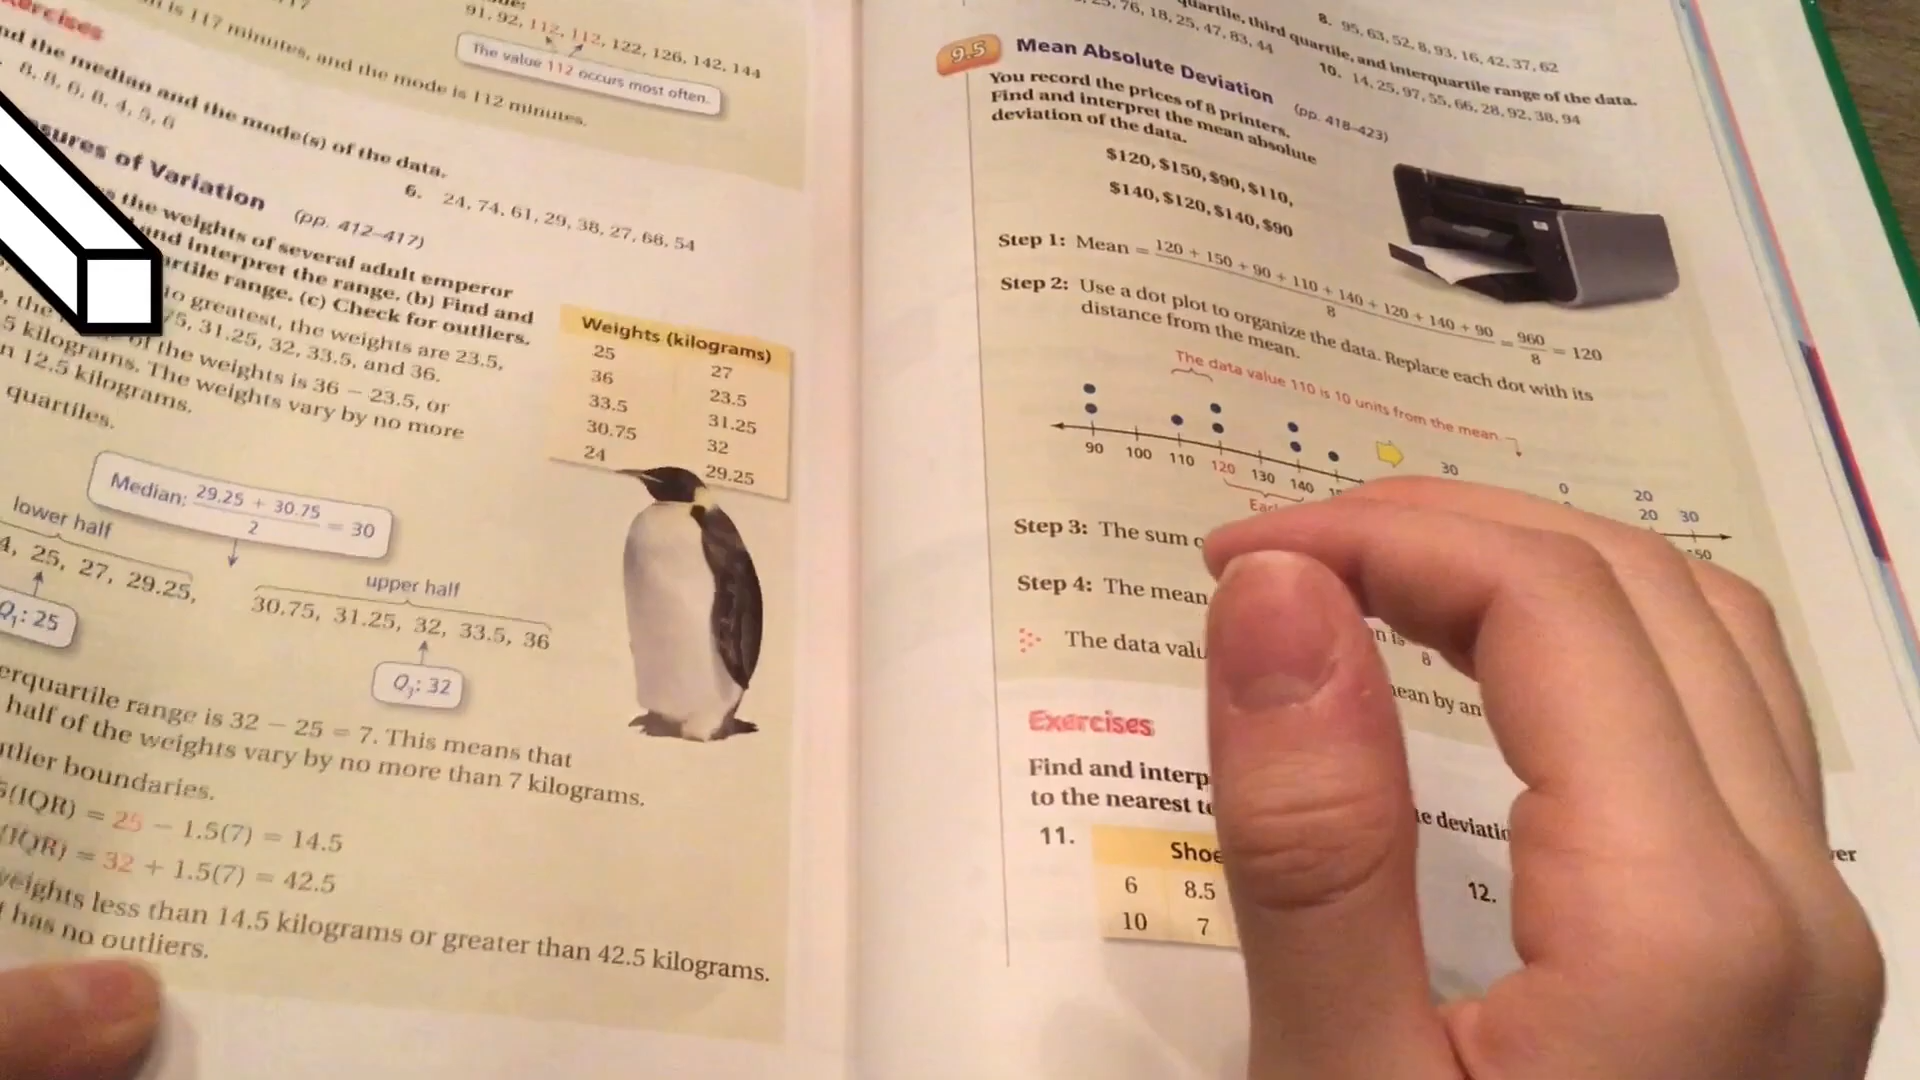 91, 92, 112, 112, 122, 126, 142, 144
The value 112 occurs most often.
is 117 minutes, and the mode is 112 minutes.
the median and the mode(s) of the data.
8, 8, 6, 8, 4, 5, 6
6. 24, 74, 61, 29, 38, 27, 68, 54
of Variation (pp. 412–417)
the weights of several adult emperor
and interpret the range. (b) Find and
range. (c) Check for outliers.
to greatest, the weights are 23.5,
31.25, 32, 33.5, and 36.
of the weights is 36 − 23.5, or
kilograms. The weights vary by no more
12.5 kilograms.
quartiles.
Weights (kilograms)
25 27
36 23.5
33.5 31.25
30.75 32
24 29.25
Median: 29.25 + 30.75 / 2 = 30
lower half
25, 27, 29.25,
Q1: 25
upper half
30.75, 31.25, 32, 33.5, 36
Q3: 32
range is 32 − 25 = 7. This means that
half of the weights vary by no more than 7 kilograms.
boundaries.
(IQR) = 25 − 1.5(7) = 14.5
(IQR) = 32 + 1.5(7) = 42.5
weights less than 14.5 kilograms or greater than 42.5 kilograms.
has no outliers.
8. 95, 63, 52, 8, 93, 16, 42, 37, 62
quartile, third quartile, and interquartile range of the data.
76, 18, 25, 47, 83, 44
10. 14, 25, 97, 55, 66, 28, 92, 38, 94
9.5 Mean Absolute Deviation (pp. 418–423)
You record the prices of 8 printers.
Find and interpret the mean absolute
deviation of the data.
$120, $150, $90, $110,
$140, $120, $140, $90
Step 1: Mean = 120 + 150 + 90 + 110 + 140 + 120 + 140 + 90 / 8 = 960 / 8 = 120
Step 2: Use a dot plot to organize the data. Replace each dot with its
distance from the mean.
The data value 110 is 10 units from the mean
90 100 110 120 130 140
30 0 20
20 30
Step 3: The sum
Step 4: The mean
is 8
The data
mean by an
Exercises
Find and
to the nearest
11.
6 8.5
10 7
12.